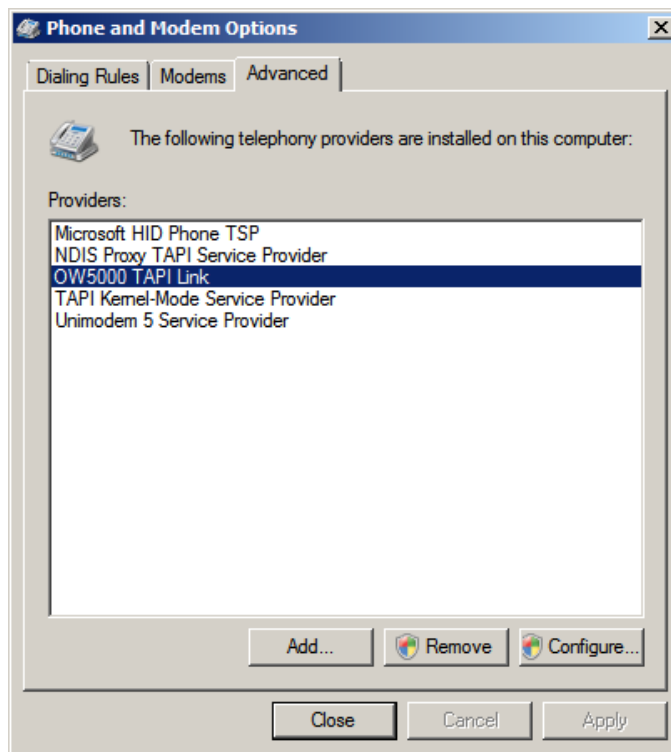 Phone and Modem Options
Dialing Rules Modems Advanced
The following telephony providers are installed on this computer:
Providers:
Microsoft HID Phone TSP
NDIS Proxy TAPI Service Provider
OW5000 TAPI Link
TAPI Kernel-Mode Service Provider
Unimodem 5 Service Provider
Add... Remove Configure...
Close Cancel Apply